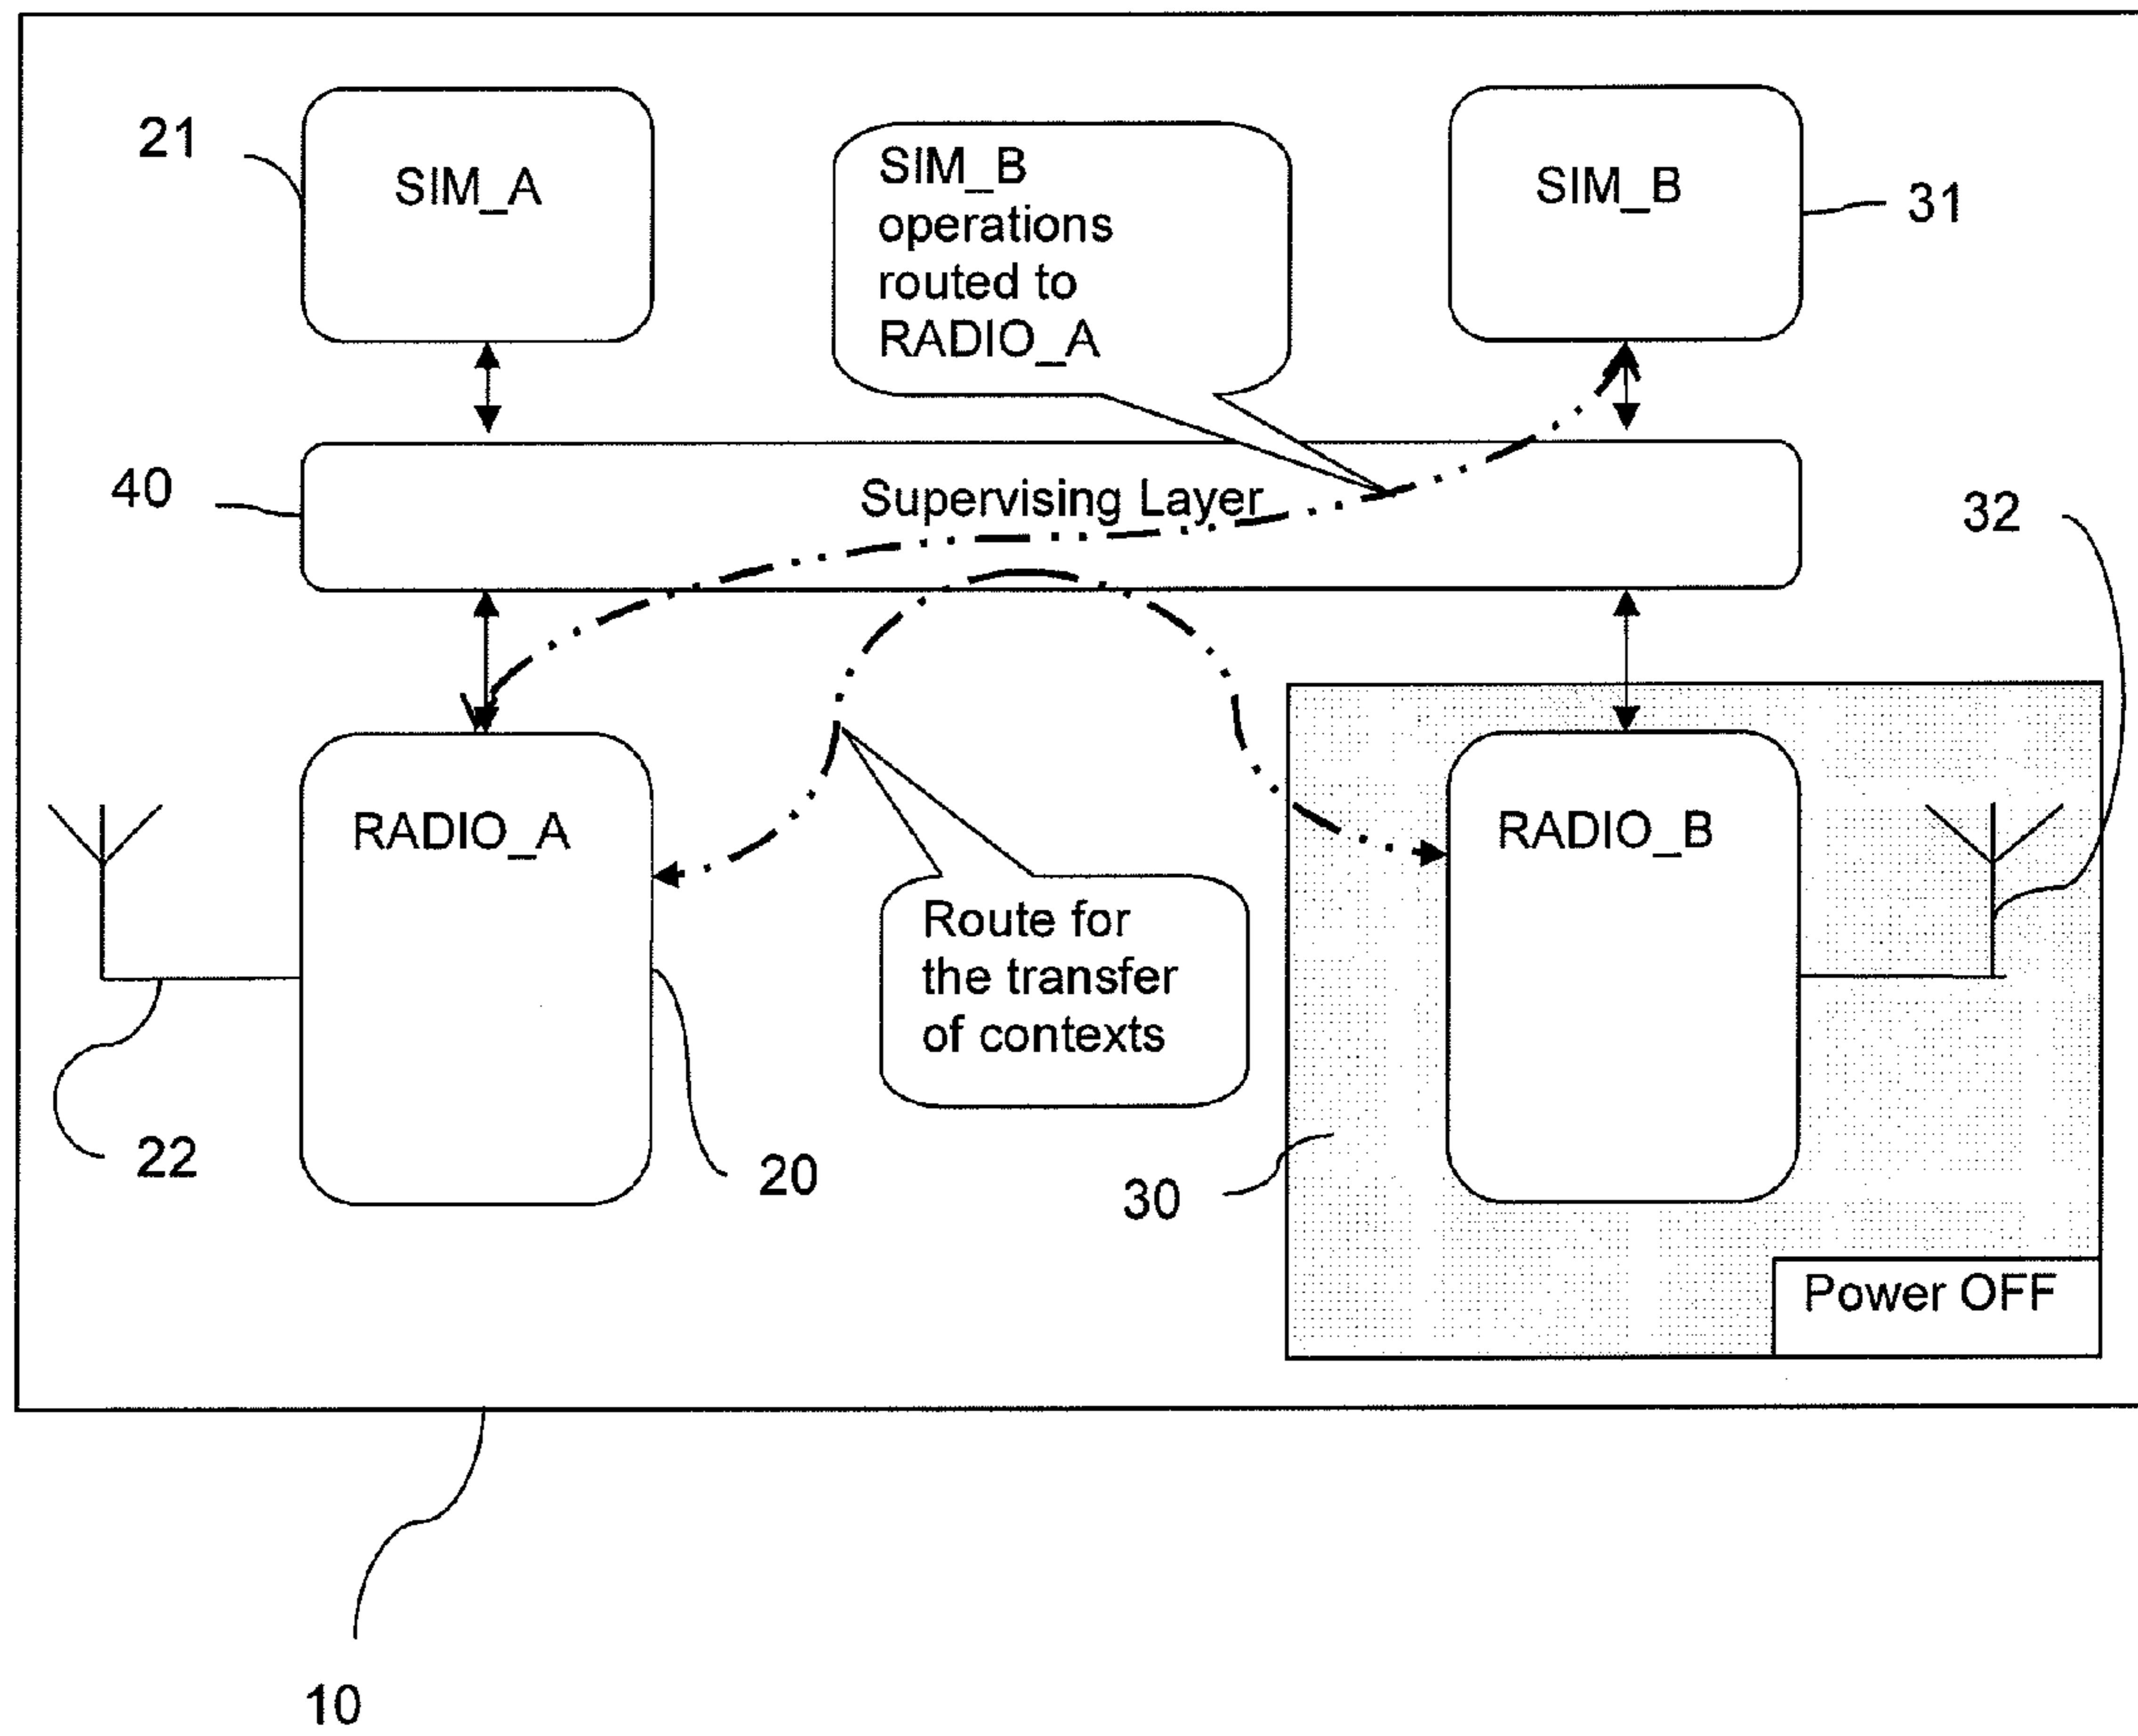 21
SIM_A
SIM_B
operations
routed to
RADIO_A
SIM_B
31
40
Supervising Layer
32
RADIO_A
RADIO_B
Route for
the transfer
of contexts
22
20
30
Power OFF
10